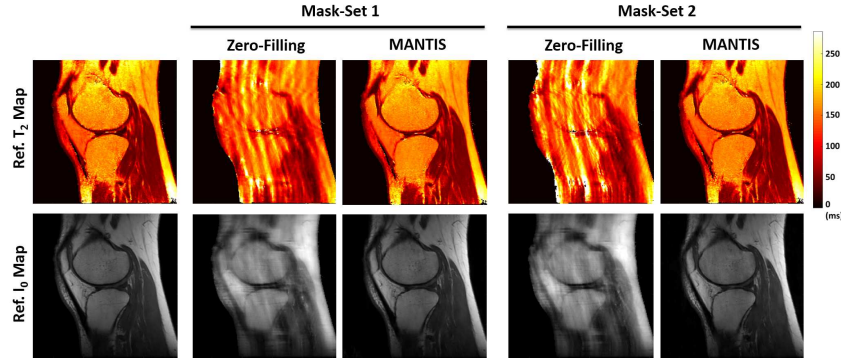 Mask-Set 1
Mask-Set 2
Zero-Filling
MANTIS
Zero-Filling
MANTIS
Ref. T₂ Map
250
200
150
100
50
0
(ms)
Ref. I₀ Map